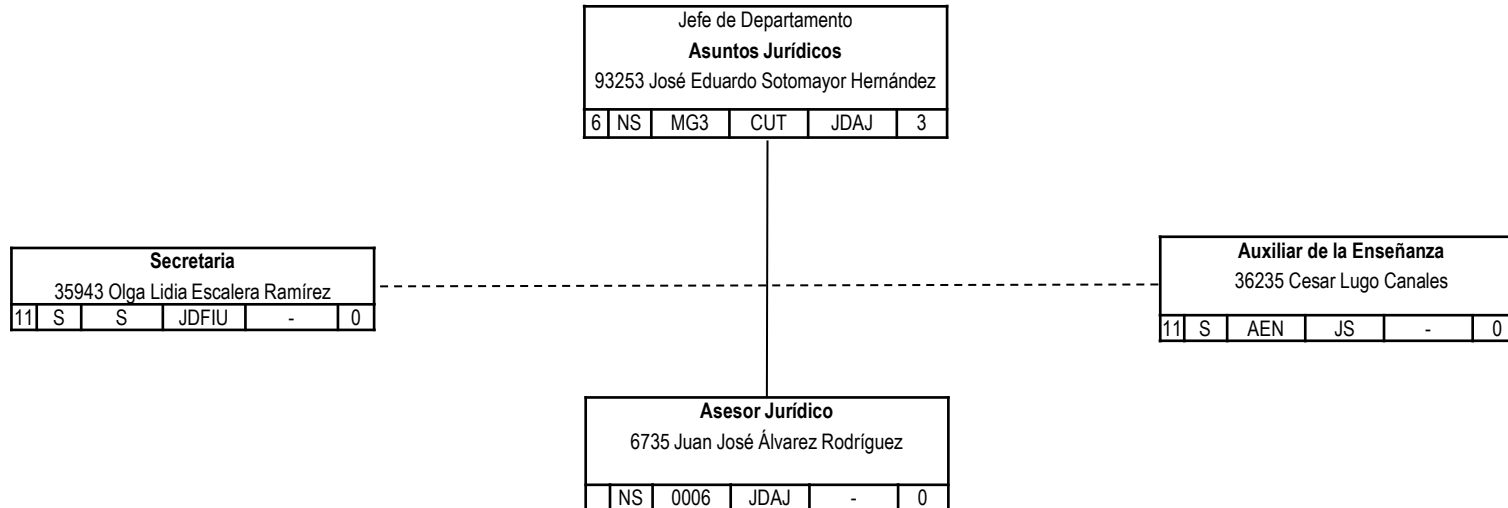 Jefe de Departamento
Asuntos Jurídicos
93253 José Eduardo Sotomayor Hernández
6 NS MG3 CUT JDAJ 3
Secretaria
35943 Olga Lidia Escalera Ramírez
11 S S JDFIU - 0
Auxiliar de la Enseñanza
36235 Cesar Lugo Canales
11 S AEN JS - 0
Asesor Jurídico
6735 Juan José Álvarez Rodríguez
NS 0006 JDAJ - 0